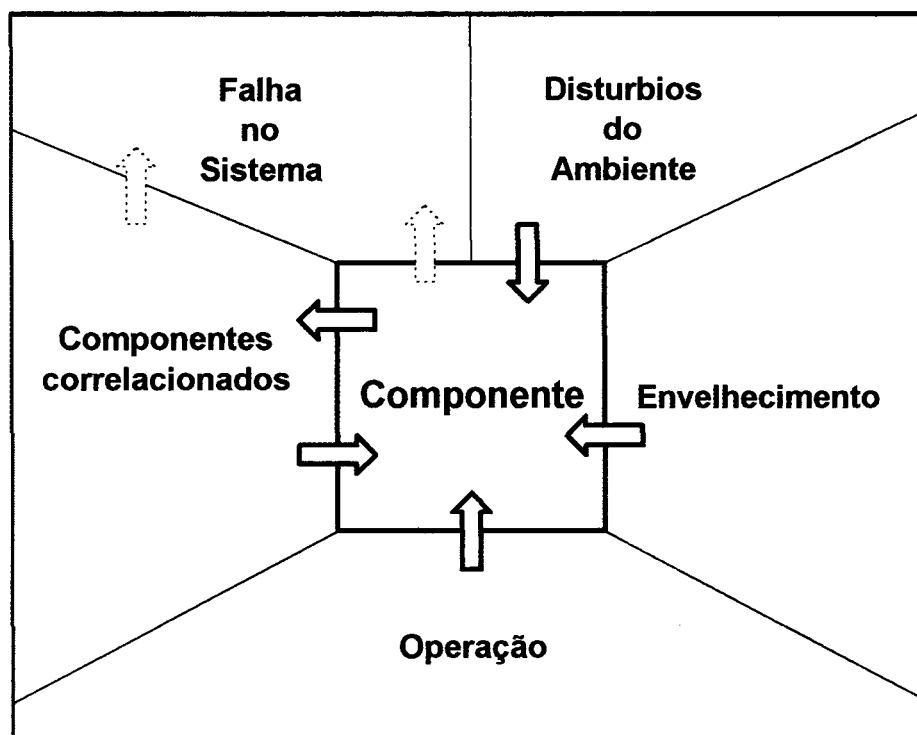 Falha
no
Sistema
Disturbios
do
Ambiente
Componentes
correlacionados
Componente
Envelhecimento
Operação